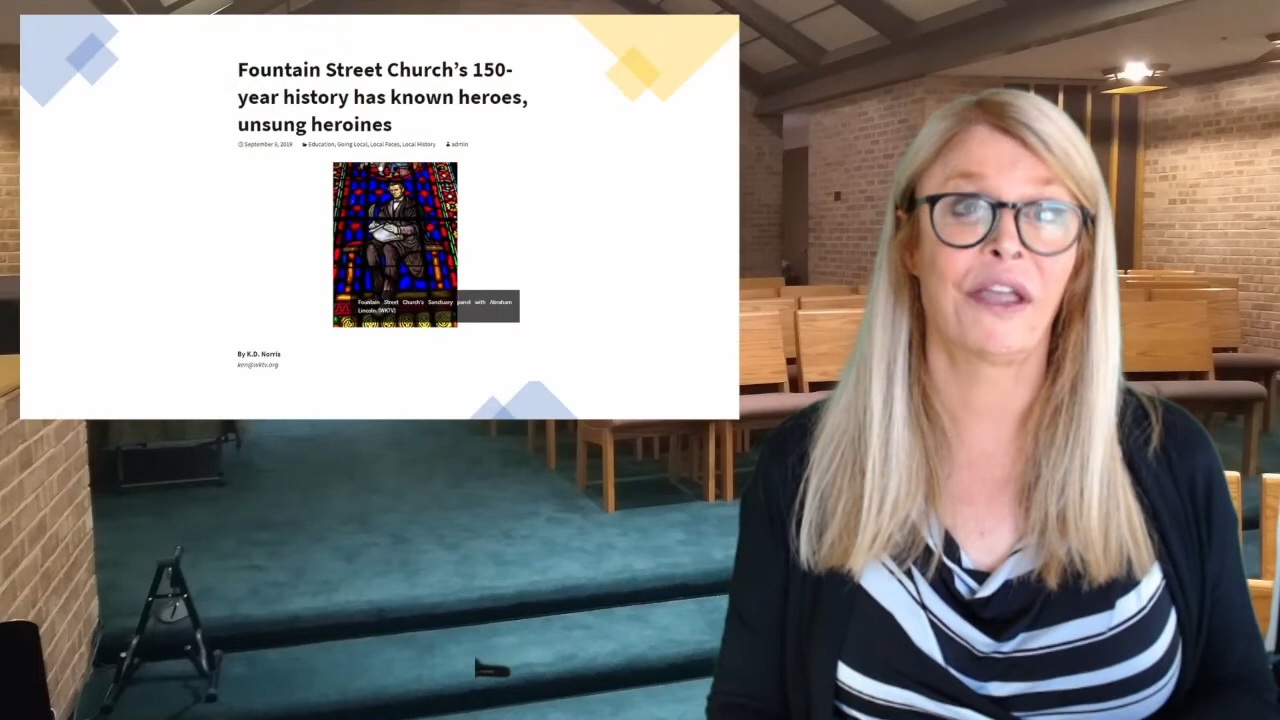 Fountain Street Church's 150-
year history has known heroes,
unsung heroines
September 9, 2019 Education, Going Local, Local Faces, Local History admin
Fountain Street Church's Sanctuary panel with Abraham
Lincoln. (WKTV)
By K.D. Norris
ken@wktv.org